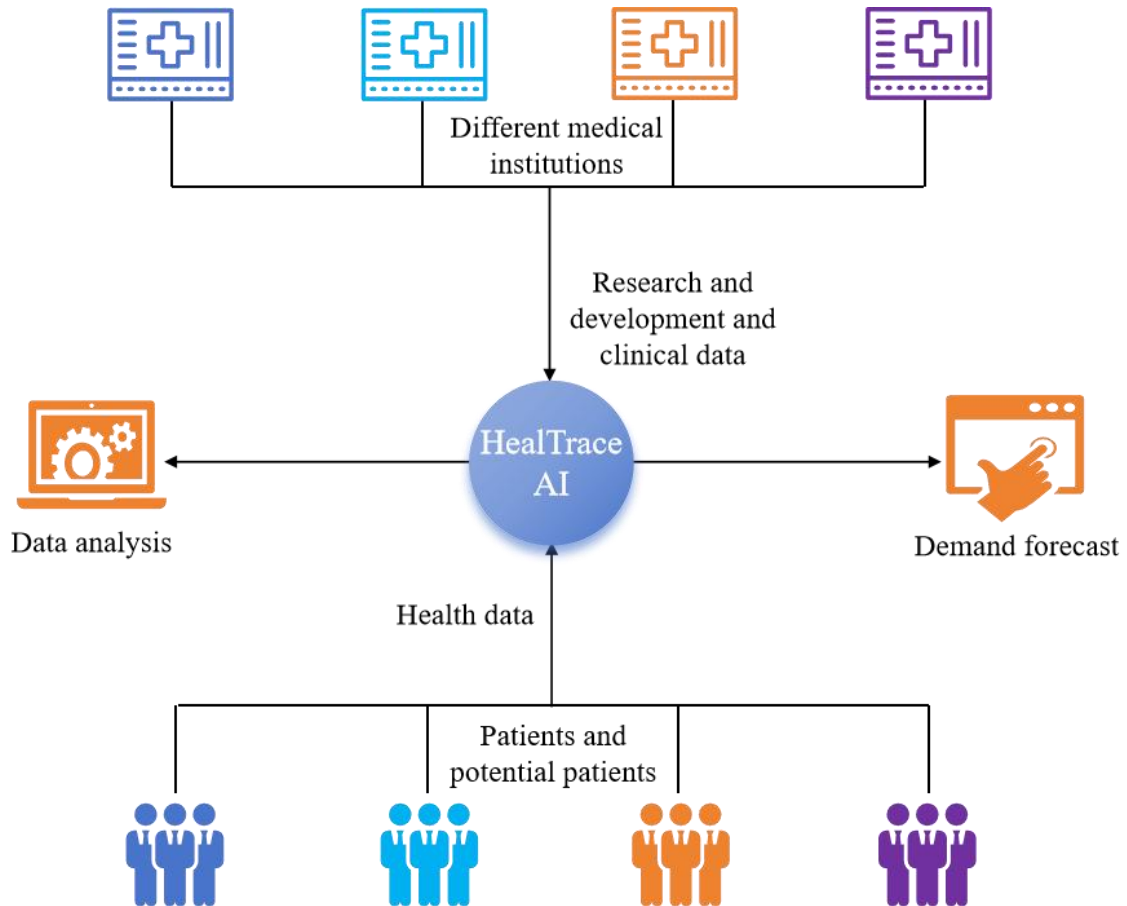 Different medical
institutions
Research and
development and
clinical data
HealTrace
AI
Data analysis
Demand forecast
Health data
Patients and
potential patients